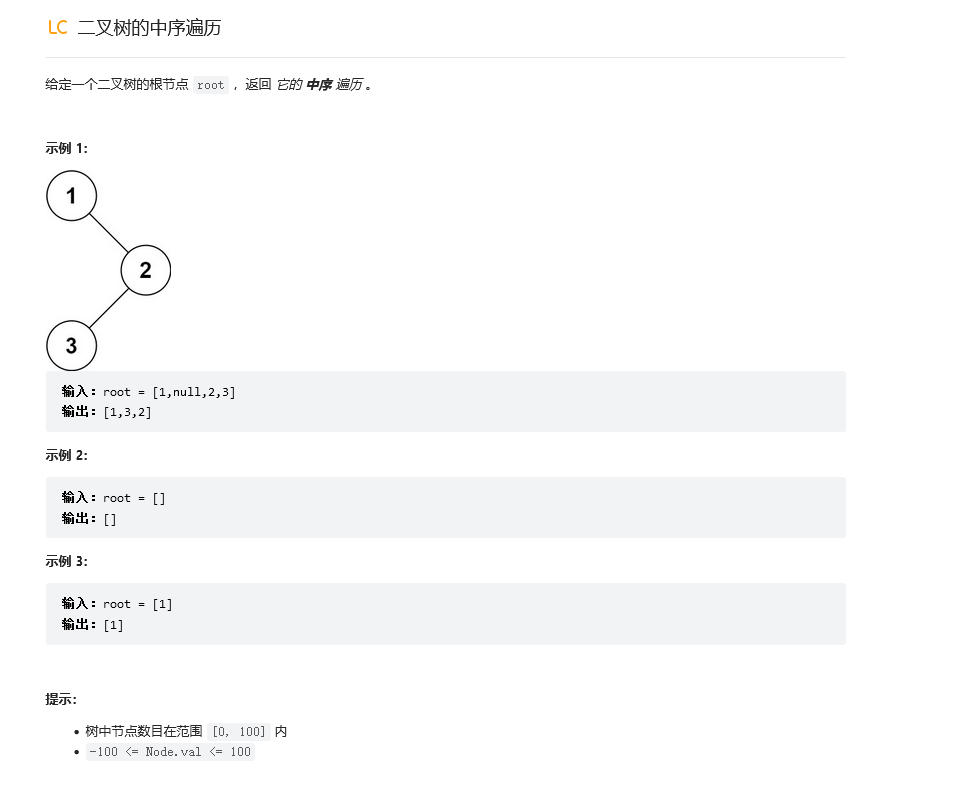 LC 二叉树的中序遍历
给定一个二叉树的根节点 root ，返回 它的 中序 遍历 。
示例 1:
1
2
3
输入：root = [1,null,2,3]
输出：[1,3,2]
示例 2:
输入：root = []
输出：[]
示例 3:
输入：root = [1]
输出：[1]
提示:
• 树中节点数目在范围 [0, 100] 内
• -100 <= Node.val <= 100